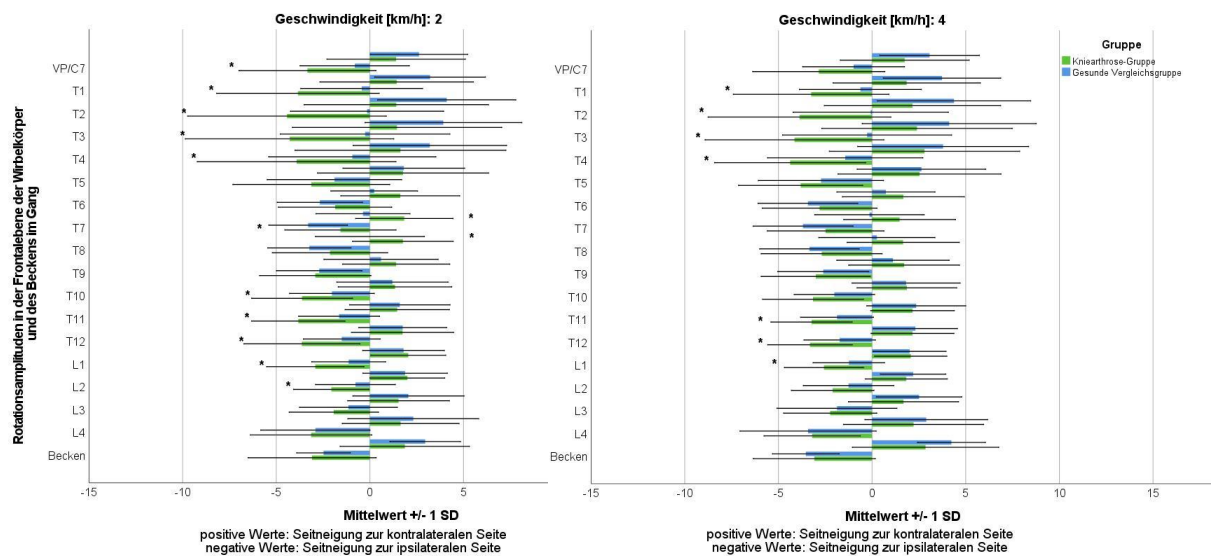 Geschwindigkeit [km/h]: 2
Geschwindigkeit [km/h]: 4
Rotationsamplituden in der Frontalebene der Wirbelkörper
und des Beckens im Gang
VP/C7
T1
T2
T3
T4
T5
T6
T7
T8
T9
T10
T11
T12
L1
L2
L3
L4
Becken
* * * * * * * * * * * * *
-15 -10 -5 0 5
Mittelwert +/- 1 SD
positive Werte: Seitneigung zur kontralateralen Seite
negative Werte: Seitneigung zur ipsilateralen Seite
VP/C7
T1
T2
T3
T4
T5
T6
T7
T8
T9
T10
T11
T12
L1
L2
L3
L4
Becken
* * * * * * *
-15 -10 -5 0 5 10 15
Mittelwert +/- 1 SD
positive Werte: Seitneigung zur kontralateralen Seite
negative Werte: Seitneigung zur ipsilateralen Seite
Gruppe
Kniearthrose-Gruppe
Gesunde Vergleichsgruppe